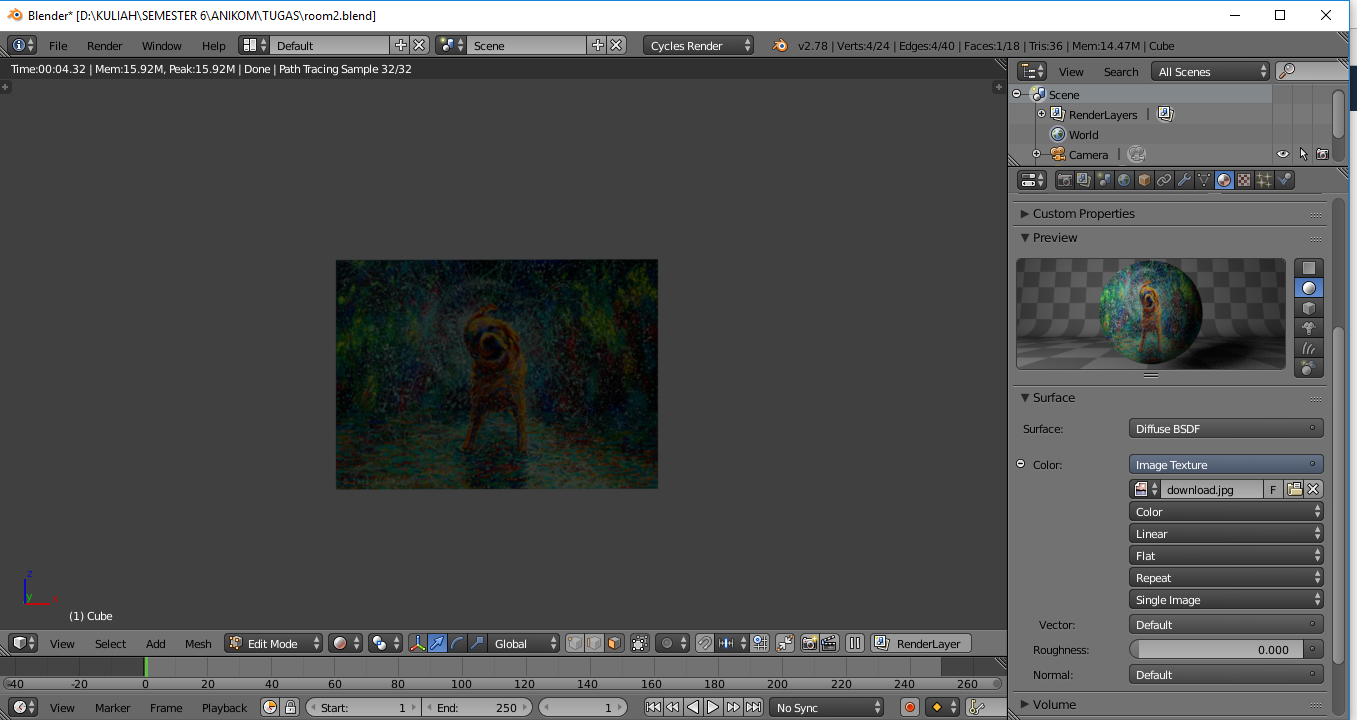 Blender* [D:\KULIAH\SEMESTER 6\ANIKOM\TUGAS\room2.blend]
File Render Window Help Default Scene Cycles Render v2.78 | Verts:4/24 | Edges:4/40 | Faces:1/18 | Tris:36 | Mem:14.47M | Cube
Time:00:04.32 | Mem:15.92M, Peak:15.92M | Done | Path Tracing Sample 32/32
View Search All Scenes
Scene
RenderLayers |
World
Camera |
Custom Properties
Preview
Surface
Surface: Diffuse BSDF
Color: Image Texture
download.jpg F
Color
Linear
Flat
Repeat
Single Image
Vector: Default
Roughness: 0.000
Normal: Default
Volume
z
y
x
(1) Cube
View Select Add Mesh Edit Mode Global RenderLayer
-40 -20 0 20 40 60 80 100 120 140 160 180 200 220 240 260
View Marker Frame Playback Start: 1 End: 250 1 No Sync